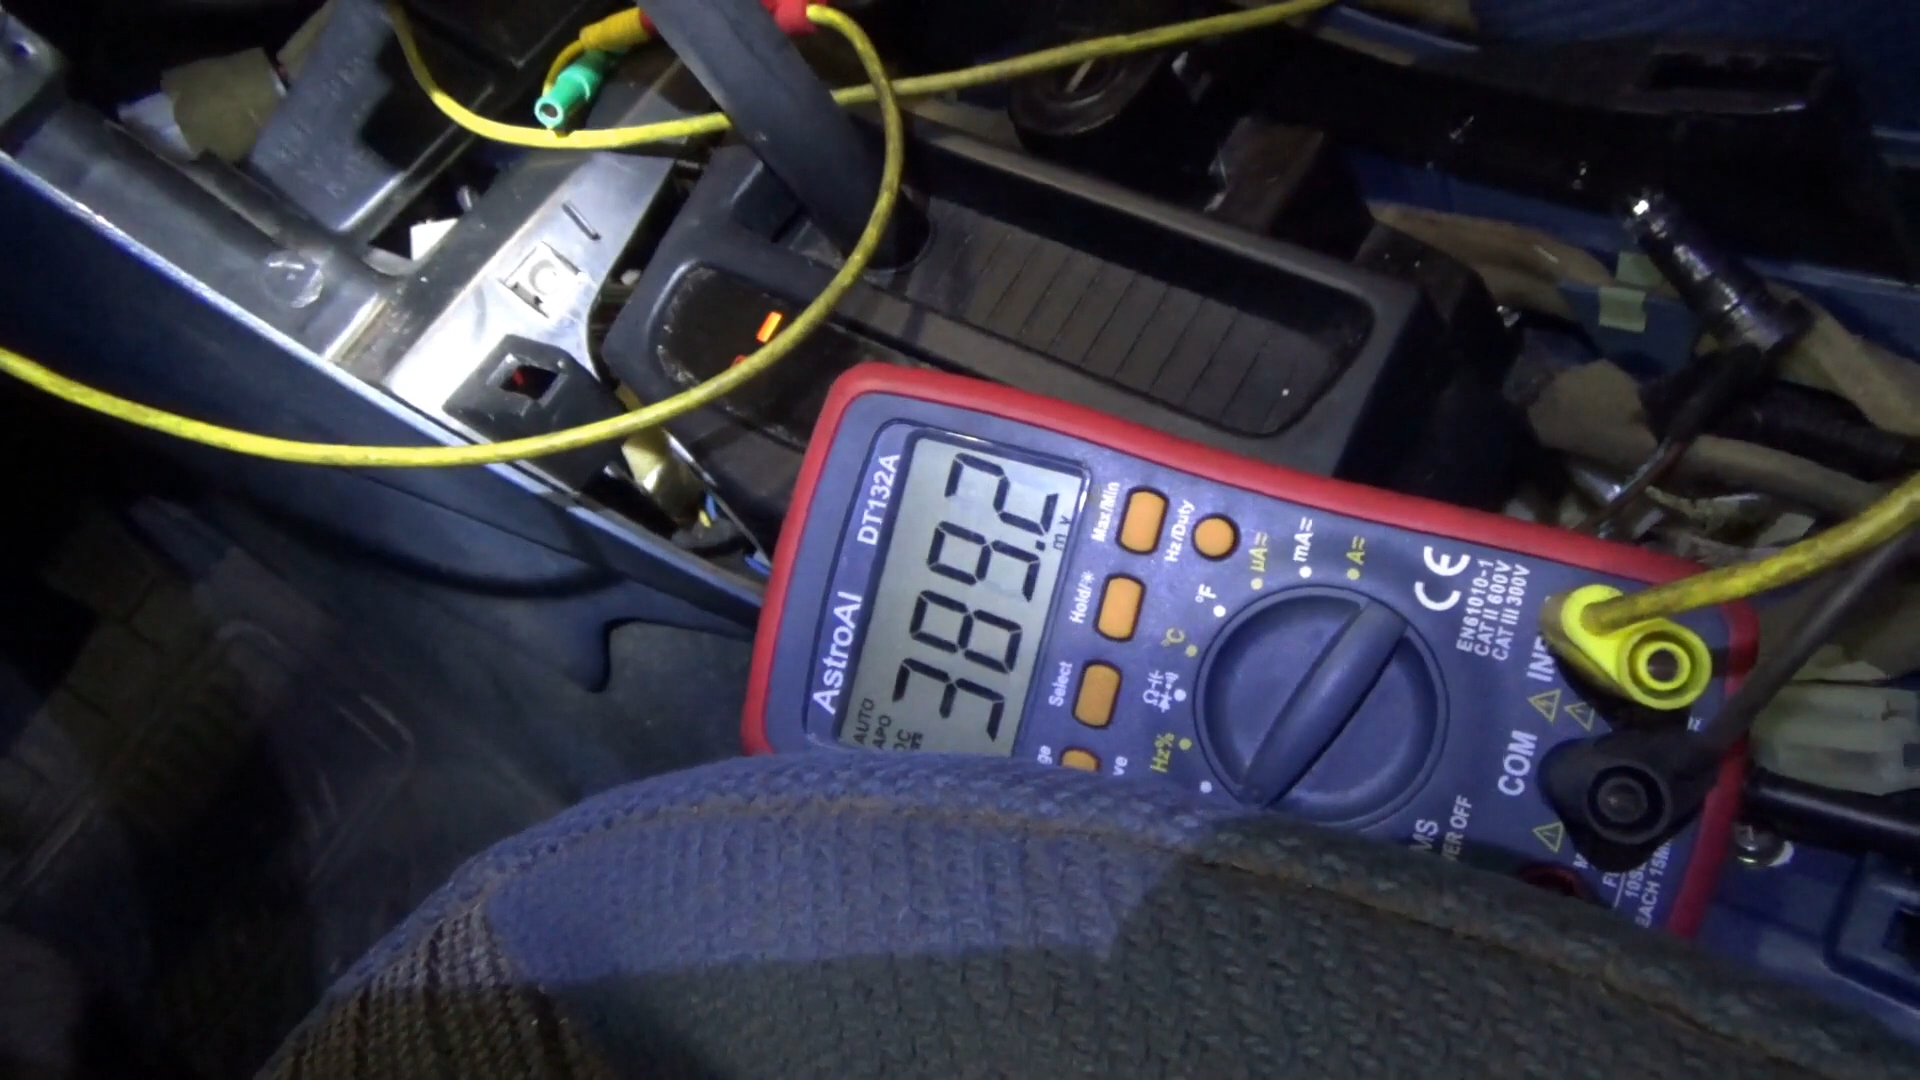 AstroAI DT132A
AUTO
APO
DC
389.2
mV
Max/Min
Hz/Duty
Hold/☀
Select
°F
°C
Hz%
µA≂
mA≂
A≂
CE
EN61010-1
CAT II 600V
CAT III 300V
COM